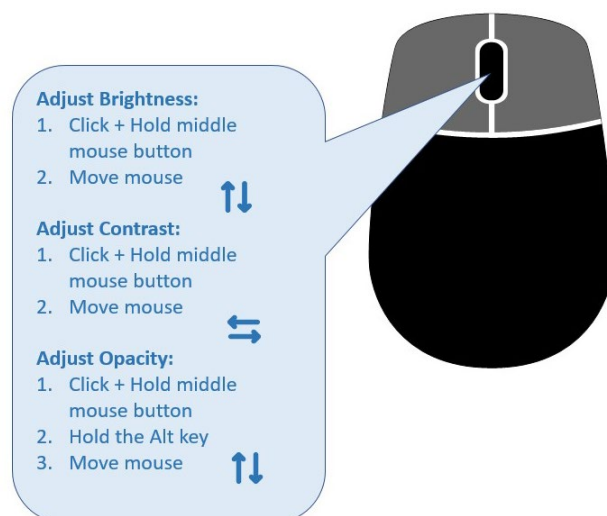 Adjust Brightness:
1. Click + Hold middle
mouse button
2. Move mouse
Adjust Contrast:
1. Click + Hold middle
mouse button
2. Move mouse
Adjust Opacity:
1. Click + Hold middle
mouse button
2. Hold the Alt key
3. Move mouse